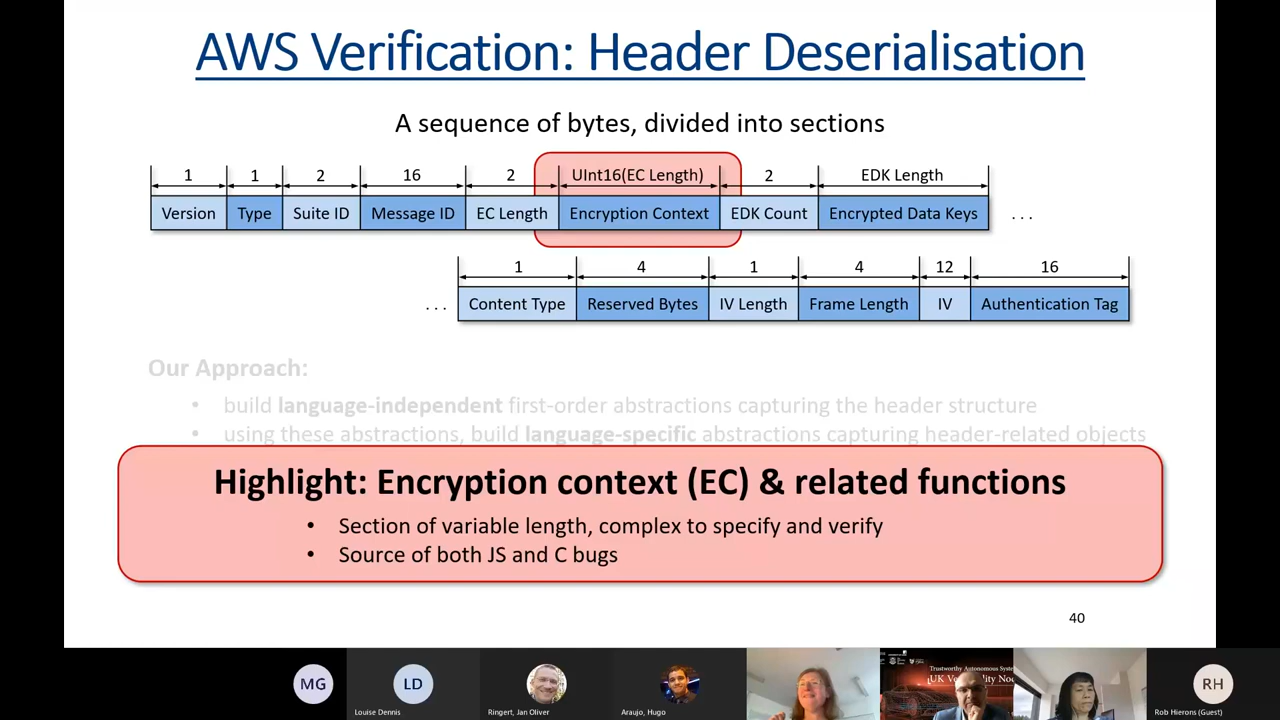 AWS Verification: Header Deserialisation
A sequence of bytes, divided into sections
1 1 2 16 2 UInt16(EC Length) 2 EDK Length
Version Type Suite ID Message ID EC Length Encryption Context EDK Count Encrypted Data Keys ...
1 4 1 4 12 16
... Content Type Reserved Bytes IV Length Frame Length IV Authentication Tag
Our Approach:
• build language-independent first-order abstractions capturing the header structure
• using these abstractions, build language-specific abstractions capturing header-related objects
Highlight: Encryption context (EC) & related functions
• Section of variable length, complex to specify and verify
• Source of both JS and C bugs
40
MG LD RH
Trustworthy Autonomous
UK
Louise Dennis Ringert, Jan Oliver Araujo, Hugo Rob Hierons (Guest)